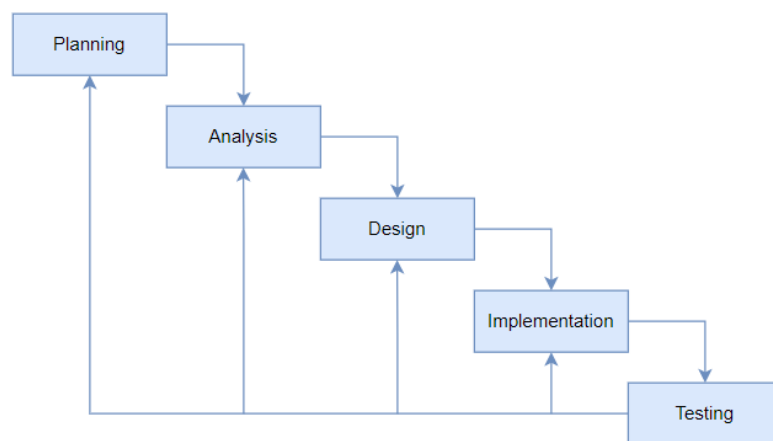 Planning
Analysis
Design
Implementation
Testing